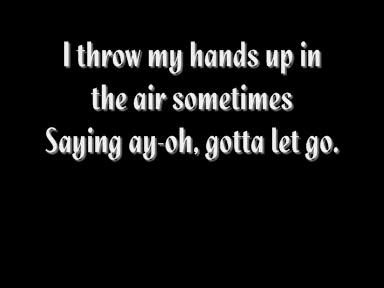 I throw my hands up in
the air sometimes
Saying ay-oh, gotta let go.